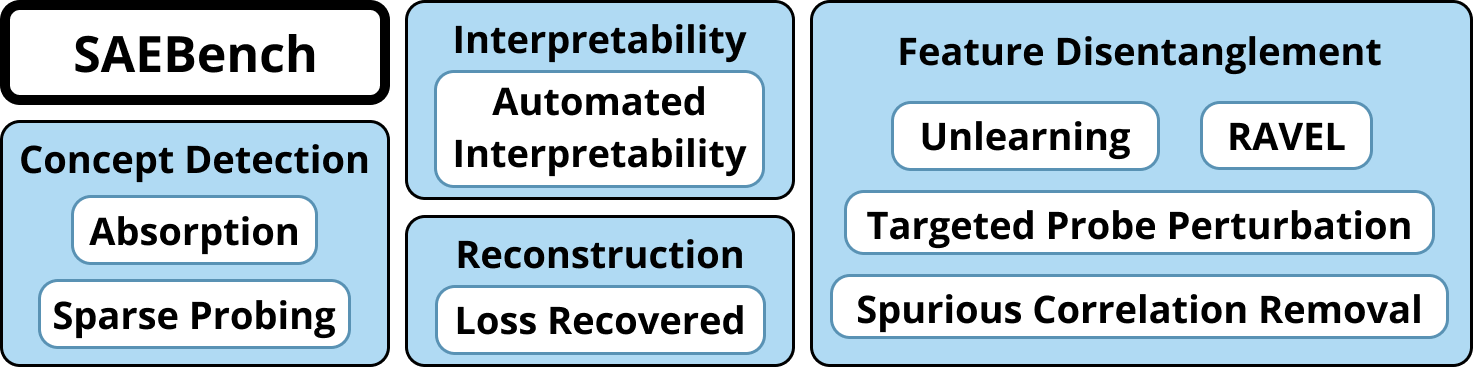 SAEBench
Concept Detection
Absorption
Sparse Probing
Interpretability
Automated
Interpretability
Reconstruction
Loss Recovered
Feature Disentanglement
Unlearning
RAVEL
Targeted Probe Perturbation
Spurious Correlation Removal